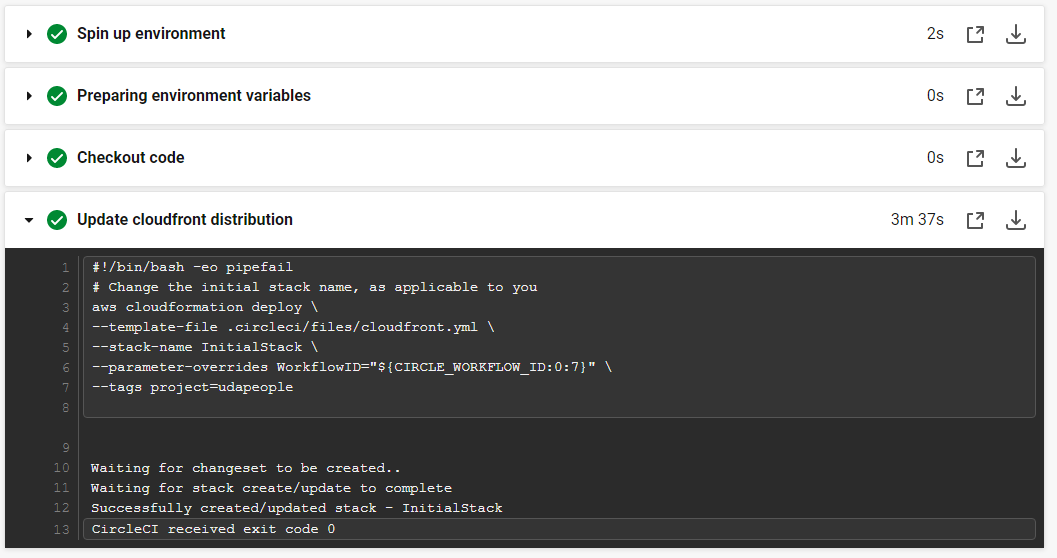 Spin up environment 2s
Preparing environment variables 0s
Checkout code 0s
Update cloudfront distribution 3m 37s
1 #!/bin/bash -eo pipefail
2 # Change the initial stack name, as applicable to you
3 aws cloudformation deploy \
4 --template-file .circleci/files/cloudfront.yml \
5 --stack-name InitialStack \
6 --parameter-overrides WorkflowID="${CIRCLE_WORKFLOW_ID:0:7}" \
7 --tags project=udapeople
8
9
10 Waiting for changeset to be created..
11 Waiting for stack create/update to complete
12 Successfully created/updated stack - InitialStack
13 CircleCI received exit code 0